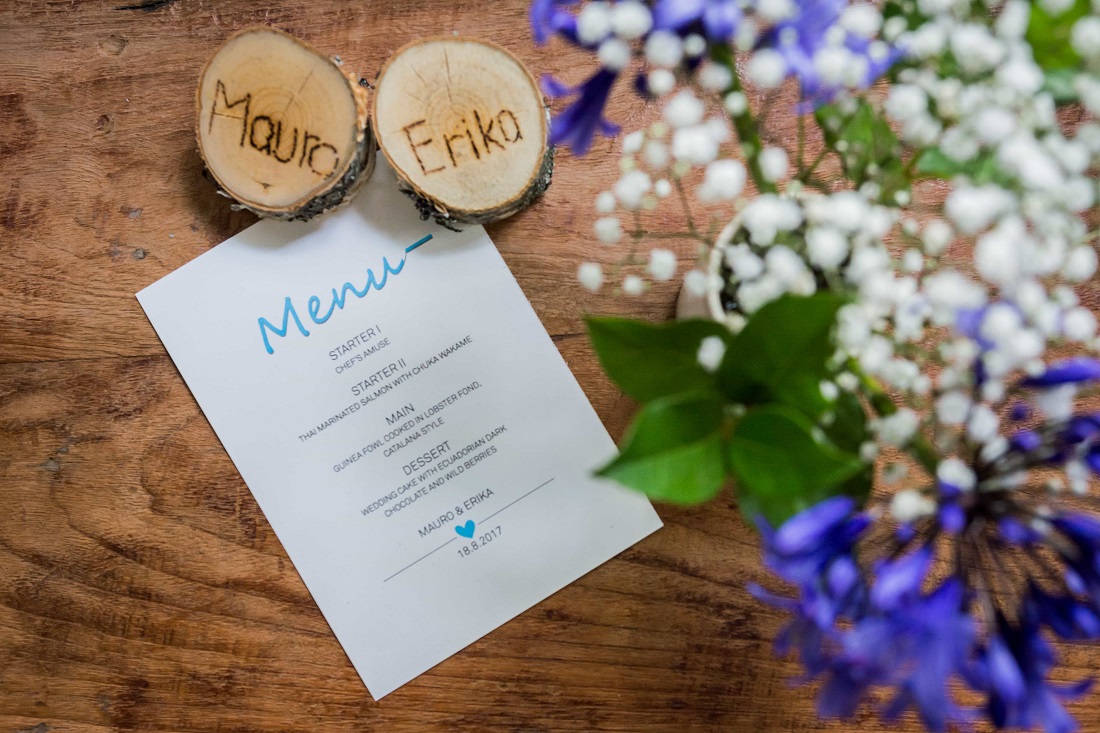 Mauro
Erika
Menu
STARTER I
CHEF'S AMUSE
STARTER II
THAI MARINATED SALMON WITH CHUKA WAKAME
MAIN
GUINEA FOWL COOKED IN LOBSTER FOND,
CATALANA STYLE
DESSERT
WEDDING CAKE WITH ECUADORIAN DARK
CHOCOLATE AND WILD BERRIES
MAURO & ERIKA
18.8.2017